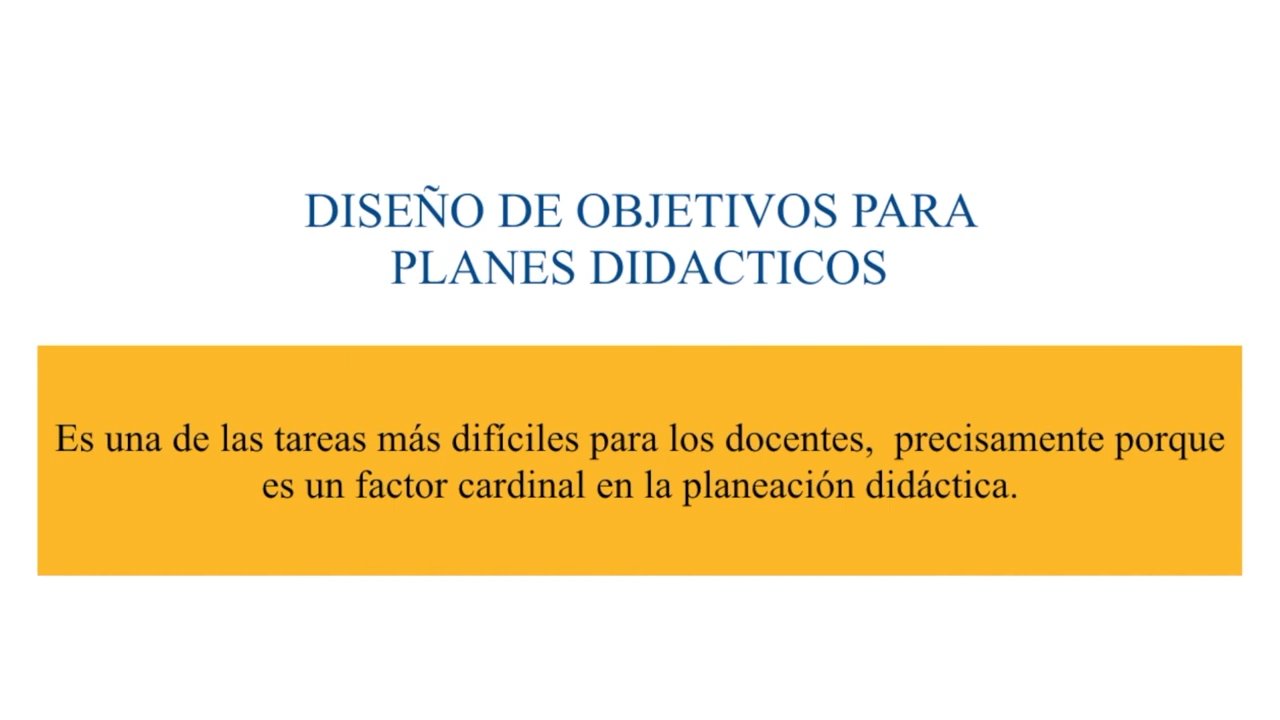 DISEÑO DE OBJETIVOS PARA
PLANES DIDACTICOS
Es una de las tareas más difíciles para los docentes,  precisamente porque
es un factor cardinal en la planeación didáctica.